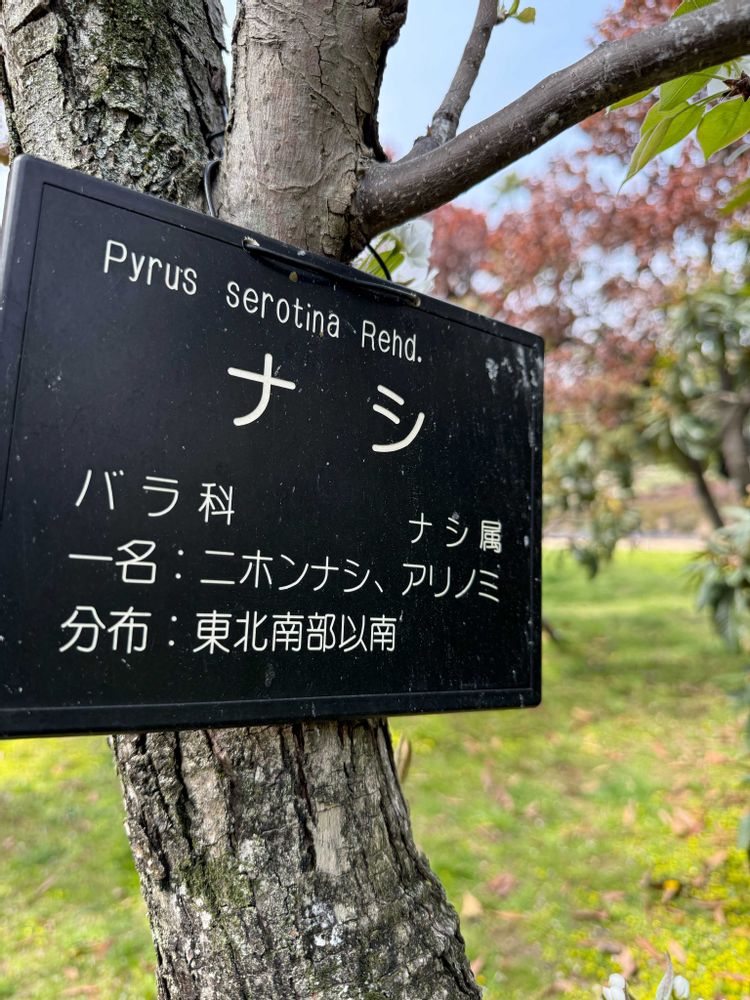 Pyrus serotina Rehd.
ナシ
バラ科 ナシ属
一名：ニホンナシ、アリノミ
分布：東北南部以南